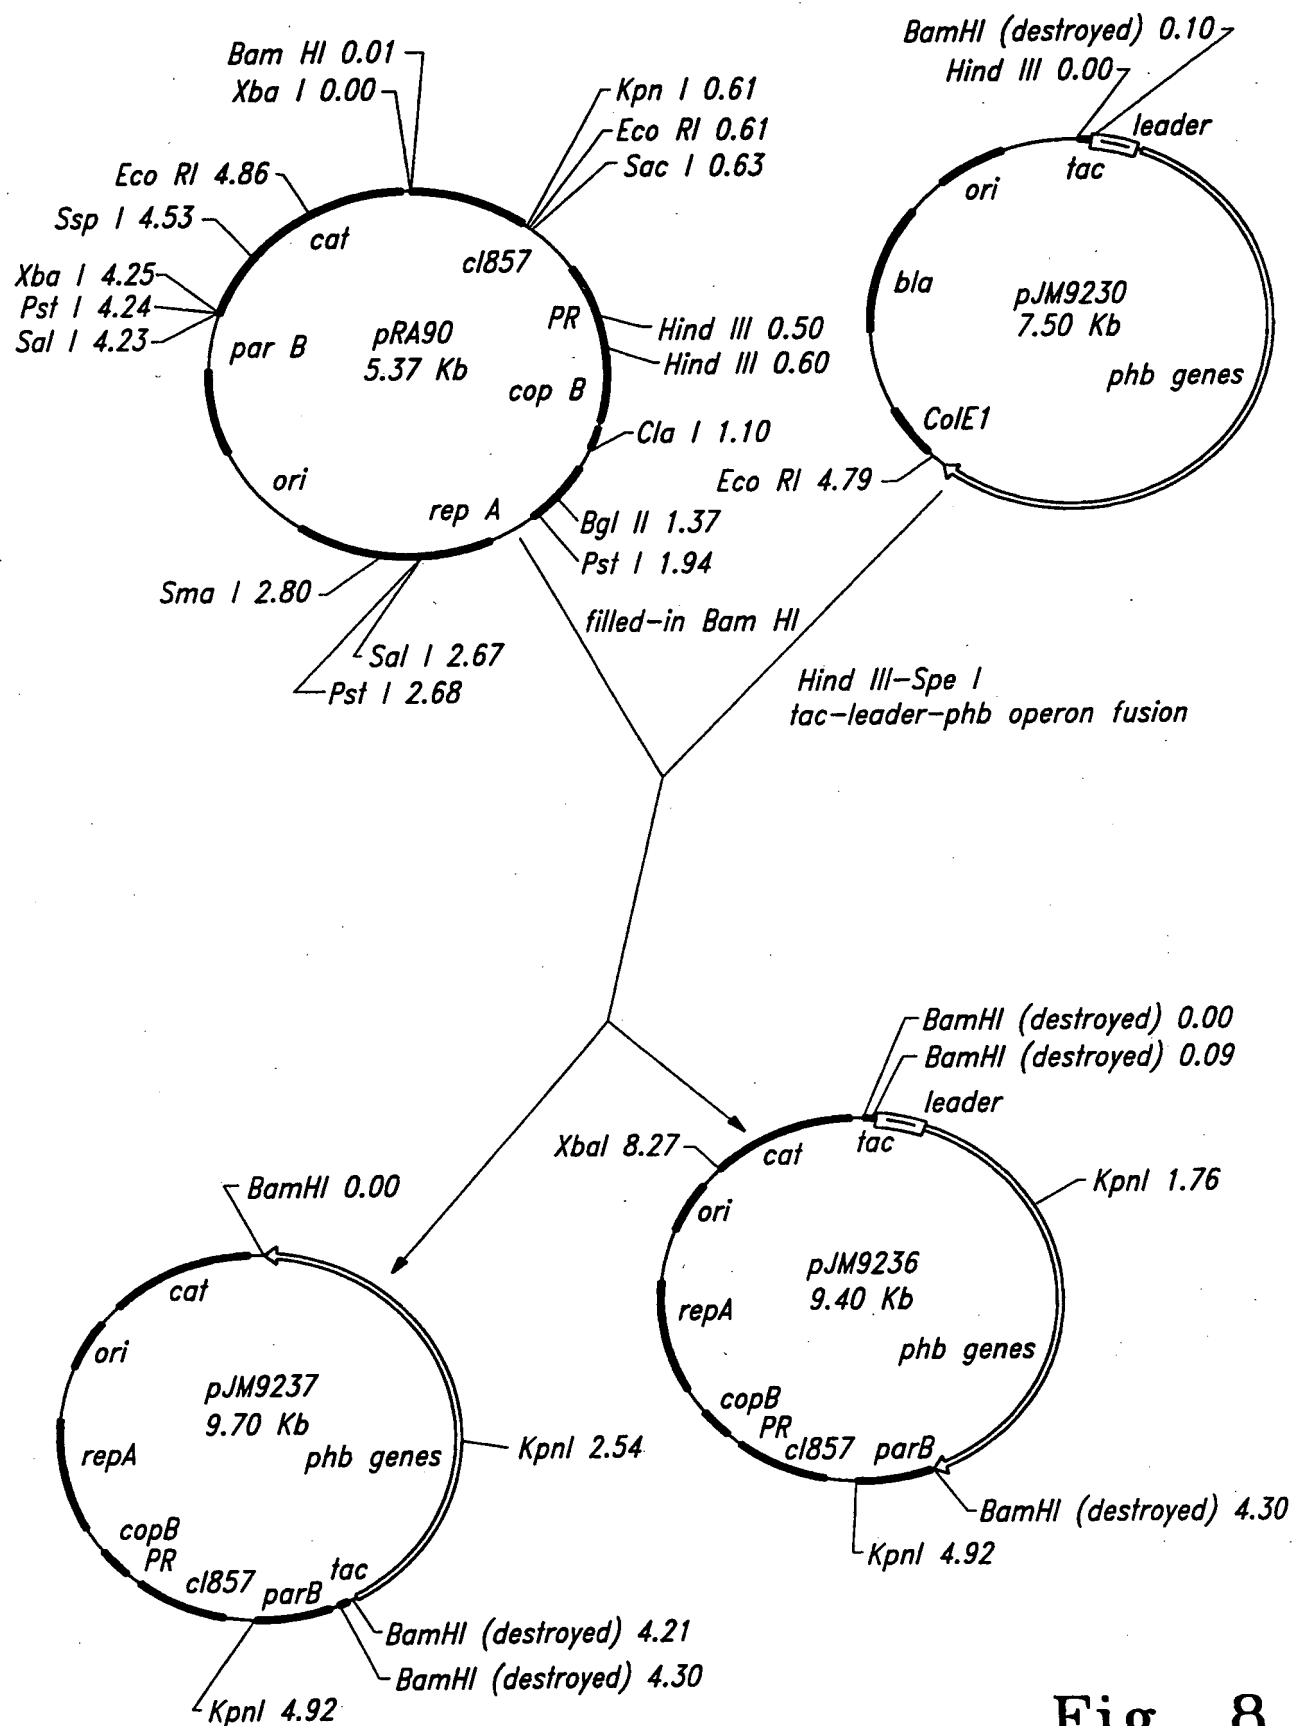 Bam HI 0.01
Xba I 0.00
Eco RI 4.86
Ssp I 4.53
Xba I 4.25
Pst I 4.24
Sal I 4.23
Kpn I 0.61
Eco RI 0.61
Sac I 0.63
cat
cI857
par B
pRA90
5.37 Kb
PR
Hind III 0.50
Hind III 0.60
cop B
Cla I 1.10
ori
rep A
Bgl II 1.37
Pst I 1.94
Sma I 2.80
Sal I 2.67
Pst I 2.68
BamHI (destroyed) 0.10
Hind III 0.00
leader
tac
ori
bla
pJM9230
7.50 Kb
phb genes
ColE1
Eco RI 4.79
filled-in Bam HI
Hind III-Spe I
tac-leader-phb operon fusion
BamHI (destroyed) 0.00
BamHI (destroyed) 0.09
leader
tac
XbaI 8.27
cat
KpnI 1.76
ori
pJM9236
9.40 Kb
repA
phb genes
copB
PR
cI857
parB
BamHI (destroyed) 4.30
KpnI 4.92
BamHI 0.00
cat
ori
pJM9237
9.70 Kb
KpnI 2.54
repA
phb genes
copB
PR
cI857
parB
tac
BamHI (destroyed) 4.21
BamHI (destroyed) 4.30
KpnI 4.92
Fig. 8